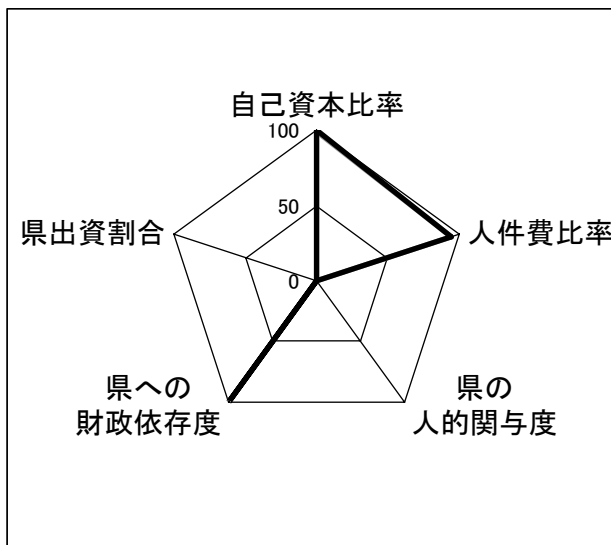 自己資本比率
100
50
0
県出資割合
人件費比率
県への
財政依存度
県の
人的関与度